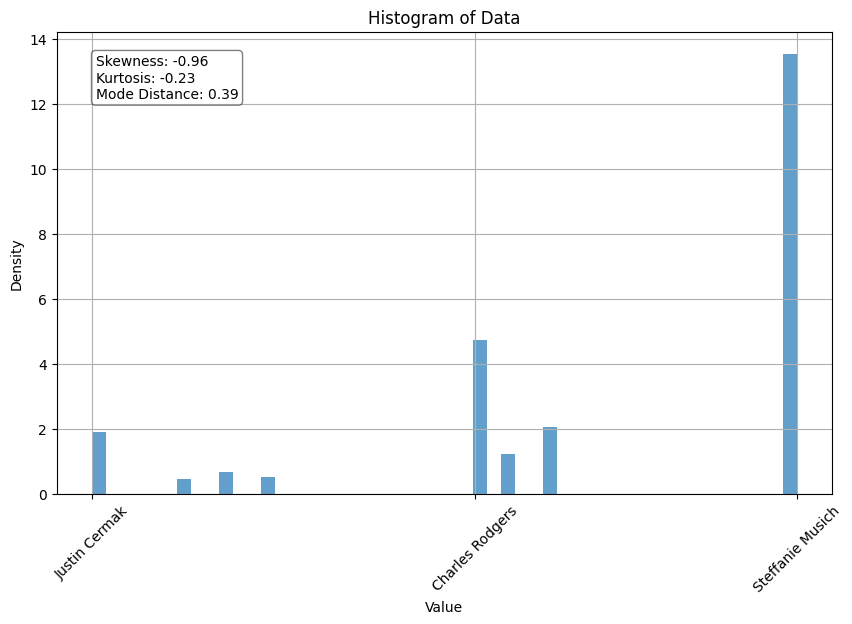 Histogram of Data
14
Skewness: -0.96
Kurtosis: -0.23
Mode Distance: 0.39
12
10
8
Density
6
4
2
0
Justin Cermak
Charles Rodgers
Steffanie Musich
Value